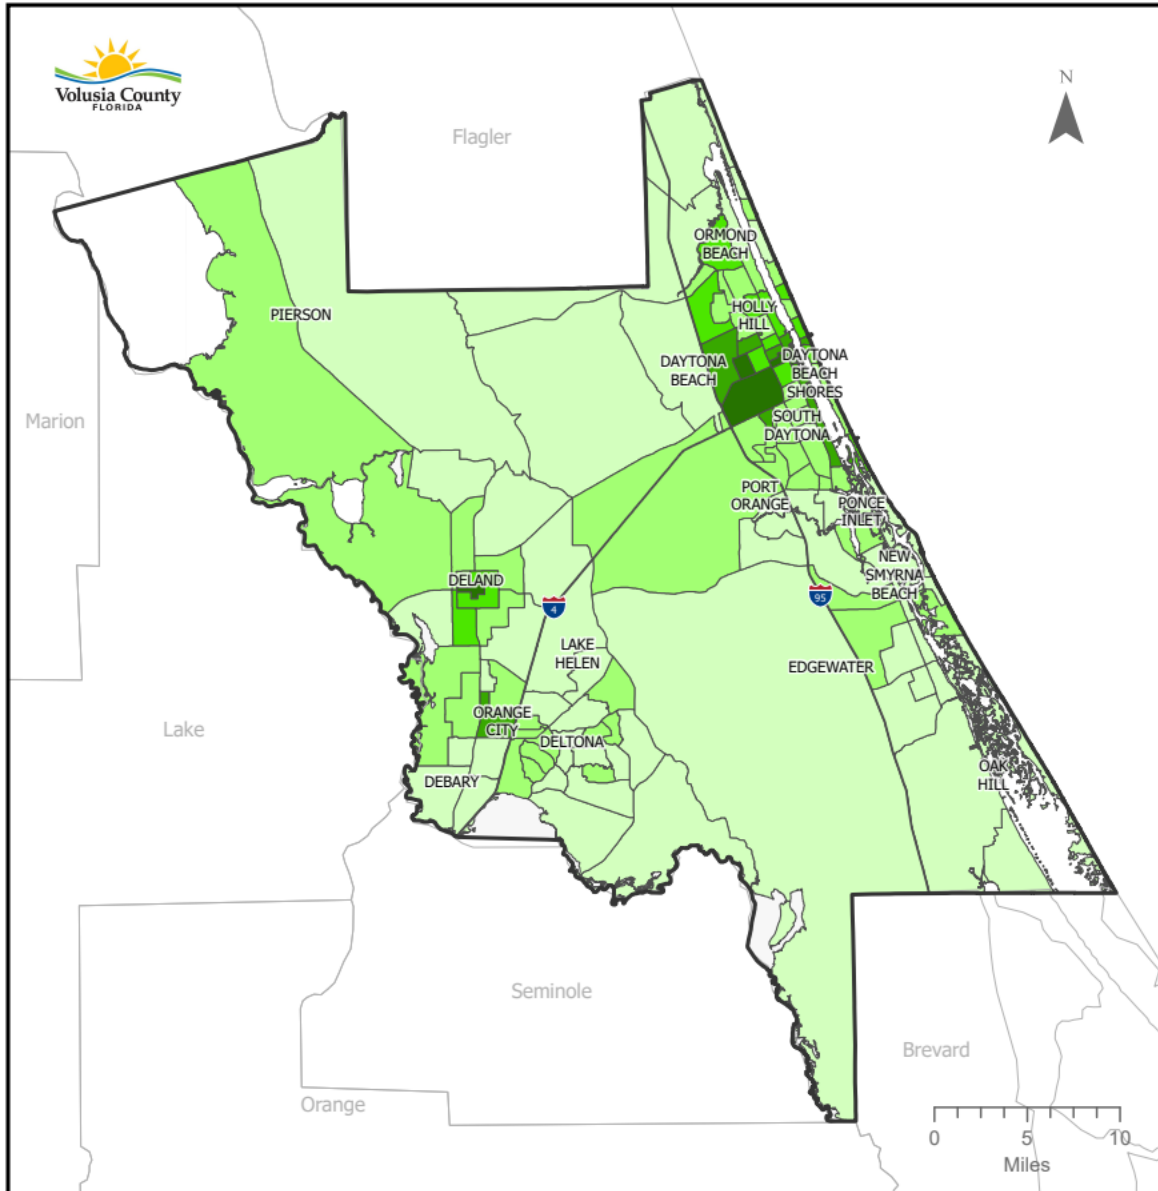 Volusia County
FLORIDA
N
Flagler
ORMOND
BEACH
PIERSON
HOLLY
HILL
DAYTONA
BEACH
DAYTONA
BEACH
SHORES
Marion
SOUTH
DAYTONA
PORT
ORANGE
PONCE
INLET
NEW
SMYRNA
BEACH
DELAND
4
95
LAKE
HELEN
EDGEWATER
ORANGE
CITY
Lake
DELTONA
DEBARY
OAK
HILL
Seminole
Brevard
Orange
0 5 10
Miles